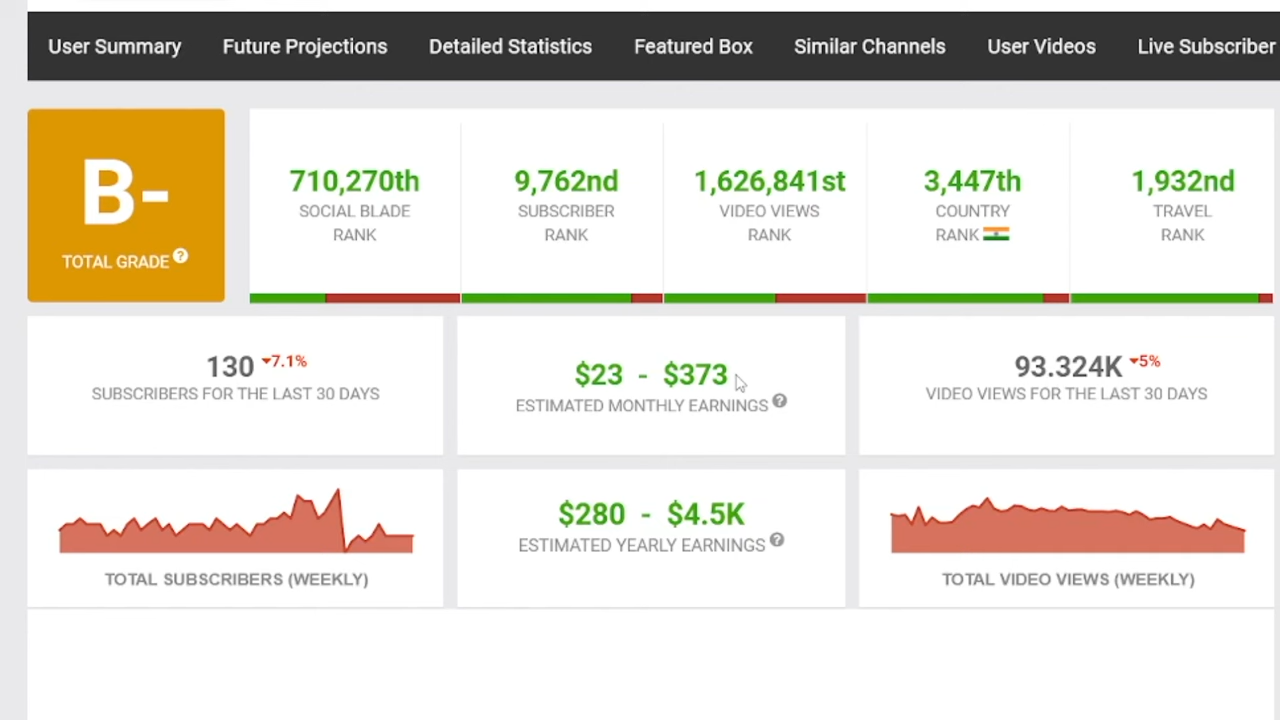 User Summary Future Projections Detailed Statistics Featured Box Similar Channels User Videos Live Subscriber
B-
TOTAL GRADE ?
710,270th
SOCIAL BLADE
RANK
9,762nd
SUBSCRIBER
RANK
1,626,841st
VIDEO VIEWS
RANK
3,447th
COUNTRY
RANK
1,932nd
TRAVEL
RANK
130 7.1%
SUBSCRIBERS FOR THE LAST 30 DAYS
$23 - $373
ESTIMATED MONTHLY EARNINGS ?
93.324K 5%
VIDEO VIEWS FOR THE LAST 30 DAYS
TOTAL SUBSCRIBERS (WEEKLY)
$280 - $4.5K
ESTIMATED YEARLY EARNINGS ?
TOTAL VIDEO VIEWS (WEEKLY)